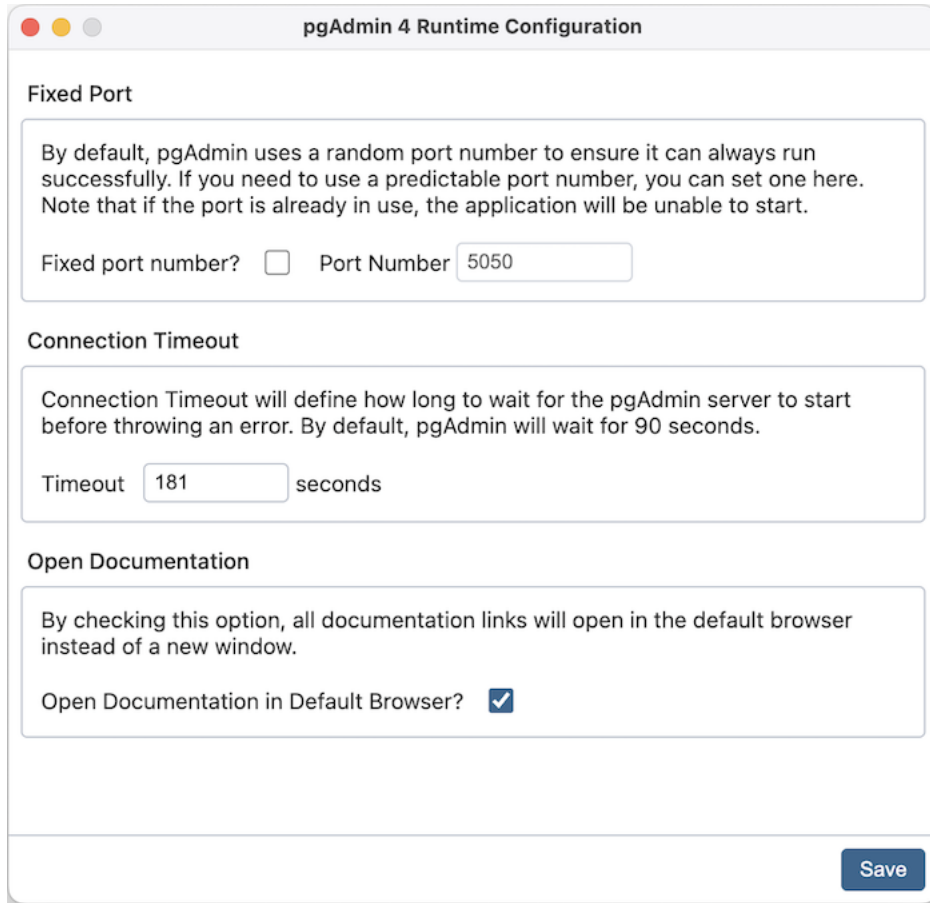 pgAdmin 4 Runtime Configuration
Fixed Port
By default, pgAdmin uses a random port number to ensure it can always run
successfully. If you need to use a predictable port number, you can set one here.
Note that if the port is already in use, the application will be unable to start.
Fixed port number? Port Number 5050
Connection Timeout
Connection Timeout will define how long to wait for the pgAdmin server to start
before throwing an error. By default, pgAdmin will wait for 90 seconds.
Timeout 181 seconds
Open Documentation
By checking this option, all documentation links will open in the default browser
instead of a new window.
Open Documentation in Default Browser?
Save